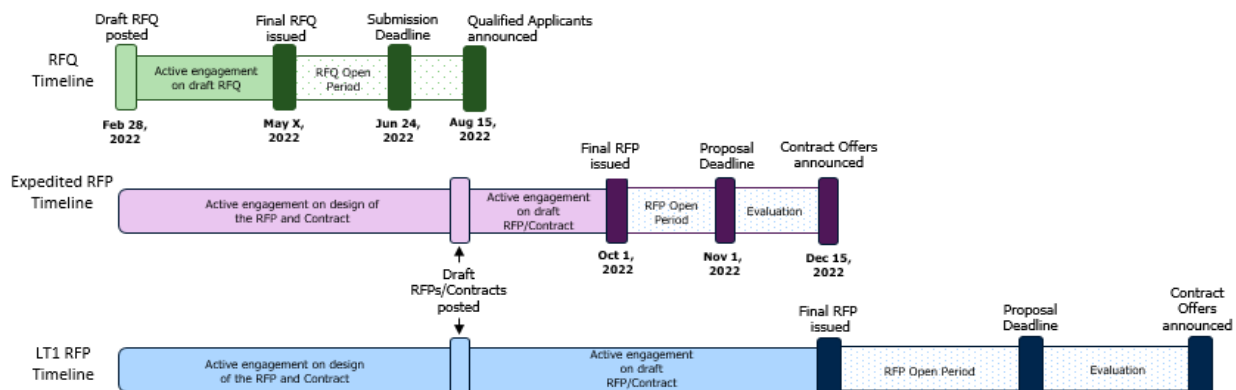 Draft RFQ
posted
Final RFQ
issued
Submission
Deadline
Qualified Applicants
announced
RFQ
Timeline
Active engagement
on draft RFQ
RFQ Open
Period
Feb 28,
2022
May X,
2022
Jun 24,
2022
Aug 15,
2022
Final RFP
issued
Proposal
Deadline
Contract Offers
announced
Expedited RFP
Timeline
Active engagement on design of
the RFP and Contract
Active engagement
on draft
RFP/Contract
RFP Open
Period
Evaluation
Oct 1,
2022
Nov 1,
2022
Dec 15,
2022
Draft
RFPs/Contracts
posted
Final RFP
issued
Proposal
Deadline
Contract
Offers
announced
LT1 RFP
Timeline
Active engagement on design
of the RFP and Contract
Active engagement
on draft
RFP/Contract
RFP Open Period
Evaluation